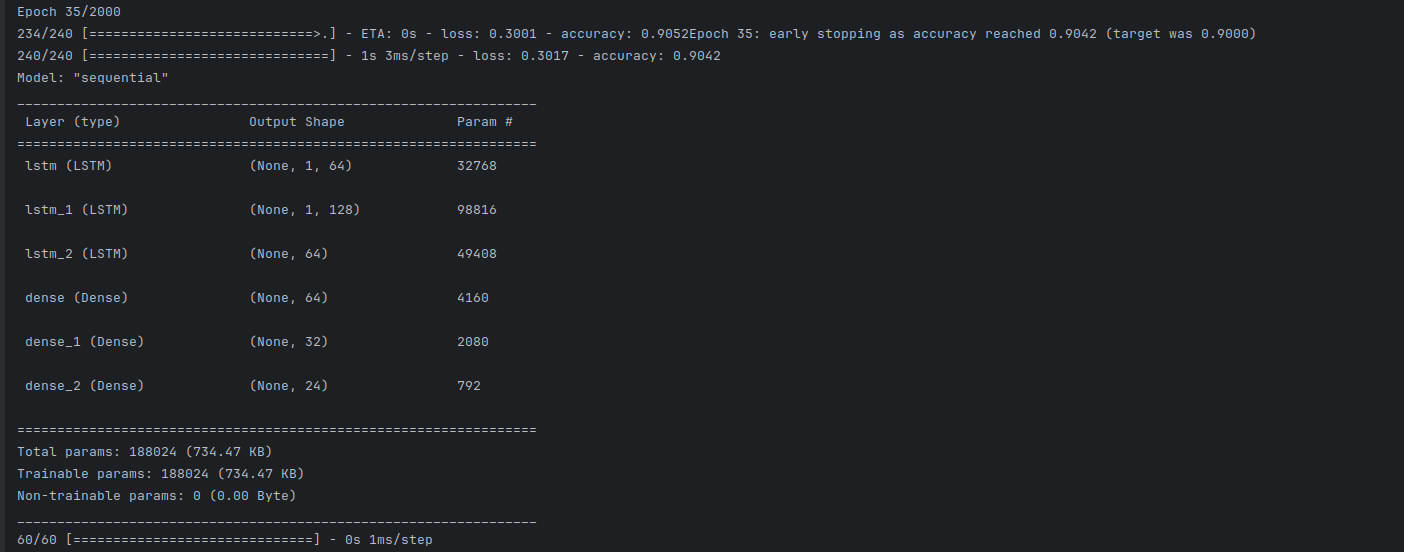 Epoch 35/2000
234/240 [============================>.] - ETA: 0s - loss: 0.3001 - accuracy: 0.9052Epoch 35: early stopping as accuracy reached 0.9042 (target was 0.9000)
240/240 [==============================] - 1s 3ms/step - loss: 0.3017 - accuracy: 0.9042
Model: "sequential"
_________________________________________________________________
Layer (type) Output Shape Param #
=================================================================
lstm (LSTM) (None, 1, 64) 32768
lstm_1 (LSTM) (None, 1, 128) 98816
lstm_2 (LSTM) (None, 64) 49408
dense (Dense) (None, 64) 4160
dense_1 (Dense) (None, 32) 2080
dense_2 (Dense) (None, 24) 792
=================================================================
Total params: 188024 (734.47 KB)
Trainable params: 188024 (734.47 KB)
Non-trainable params: 0 (0.00 Byte)
_________________________________________________________________
60/60 [==============================] - 0s 1ms/step